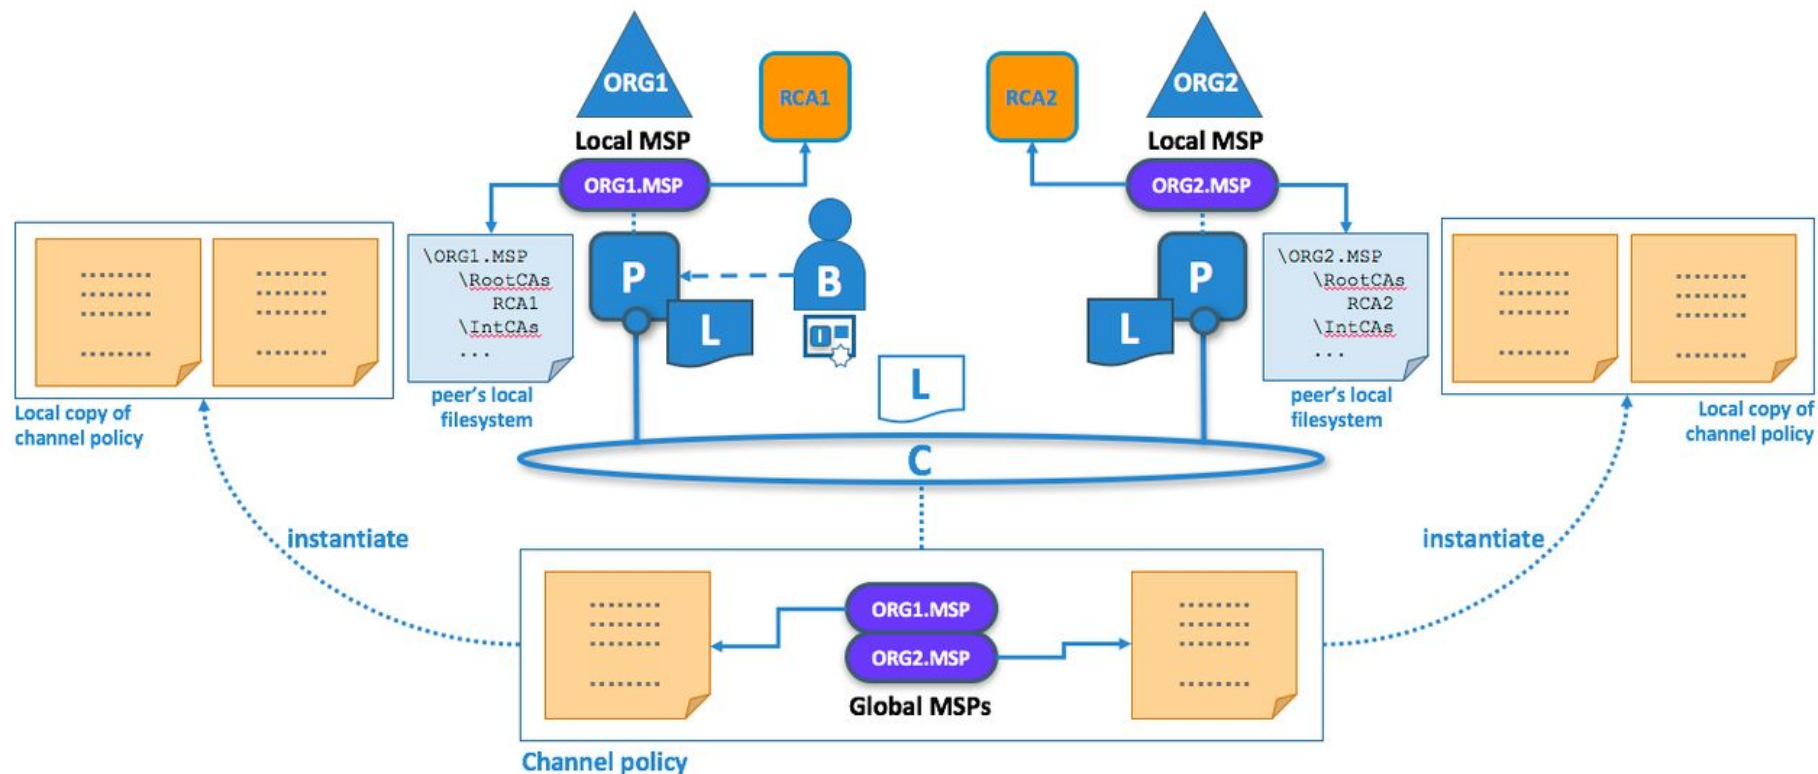 ORG1
RCA1
RCA2
ORG2
Local MSP
Local MSP
ORG1.MSP
ORG2.MSP
\ORG1.MSP
\RootCAs
RCA1
\IntCAs
...
P
B
P
\ORG2.MSP
\RootCAs
RCA2
\IntCAs
...
L
I
L
L
peer's local
filesystem
peer's local
filesystem
Local copy of
channel policy
Local copy of
channel policy
C
instantiate
instantiate
ORG1.MSP
ORG2.MSP
Global MSPs
Channel policy